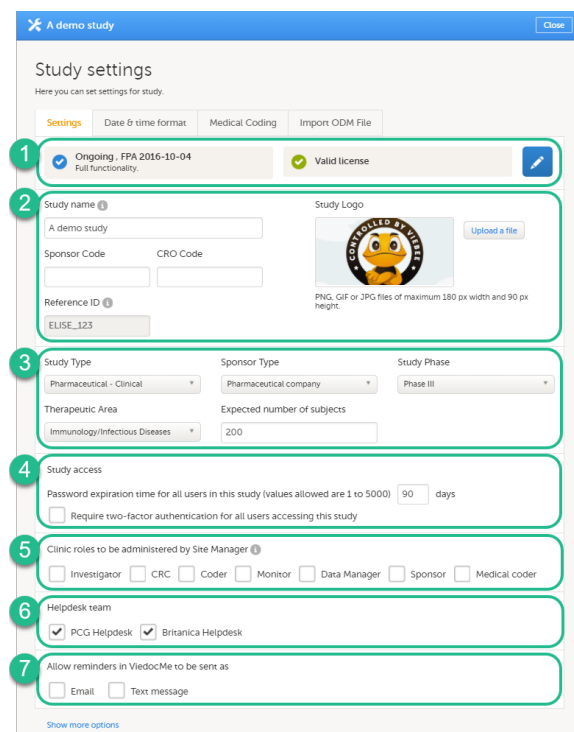 A demo study
Close
Study settings
Here you can set settings for study.
Settings
Date & time format
Medical Coding
Import ODM File
1
Ongoing , FPA 2016-10-04
Full functionality.
Valid license
2
Study name
A demo study
Sponsor Code
CRO Code
Reference ID
ELISE_123
Study Logo
CONTROLLED BY VIEBEE
Upload a file
PNG, GIF or JPG files of maximum 180 px width and 90 px
height.
3
Study Type
Sponsor Type
Study Phase
Pharmaceutical - Clinical
Pharmaceutical company
Phase III
Therapeutic Area
Expected number of subjects
Immunology/Infectious Diseases
200
4
Study access
Password expiration time for all users in this study (values allowed are 1 to 5000) 90 days
Require two-factor authentication for all users accessing this study
5
Clinic roles to be administered by Site Manager
Investigator CRC Coder Monitor Data Manager Sponsor Medical coder
6
Helpdesk team
PCG Helpdesk Britanica Helpdesk
7
Allow reminders in ViedocMe to be sent as
Email Text message
Show more options